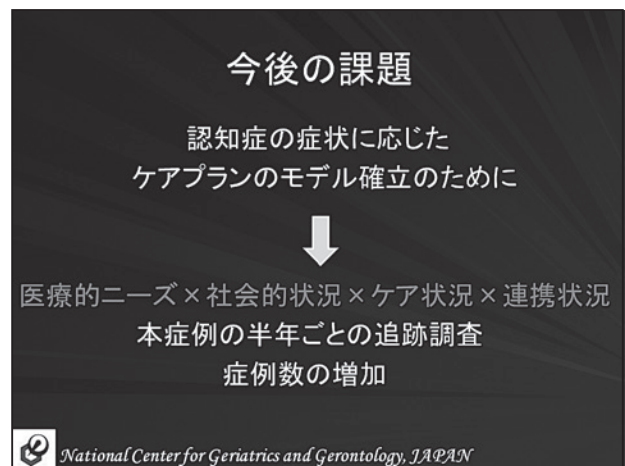 今後の課題
認知症の症状に応じた
ケアプランのモデル確立のために
医療的ニーズ×社会的状況×ケア状況×連携状況
本症例の半年ごとの追跡調査
症例数の増加
National Center for Geriatrics and Gerontology, JAPAN